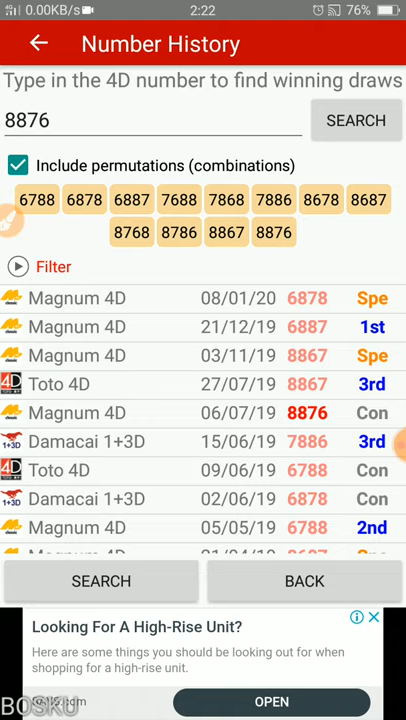 4G 0.00KB/s 2:22 76%
Number History
Type in the 4D number to find winning draws
8876 SEARCH
Include permutations (combinations)
6788 6878 6887 7688 7868 7886 8678 8687
8768 8786 8867 8876
Filter
Magnum 4D 08/01/20 6878 Spe
Magnum 4D 21/12/19 6887 1st
Magnum 4D 03/11/19 8867 Spe
4D Toto 4D 27/07/19 8867 3rd
Magnum 4D 06/07/19 8876 Con
1+3D Damacai 1+3D 15/06/19 7886 3rd
4D Toto 4D 09/06/19 6788 Con
1+3D Damacai 1+3D 02/06/19 6878 Con
Magnum 4D 05/05/19 6788 2nd
SEARCH BACK
Looking For A High-Rise Unit?
Here are some things you should be looking out for when
shopping for a high-rise unit.
OPEN
BOSKU